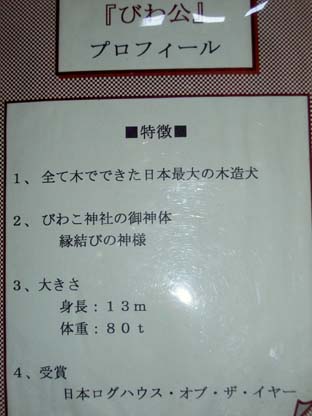 『びわ公』
プロフィール
■特徴■
1、全て木でできた日本最大の木造犬
2、びわこ神社の御神体
縁結びの神様
3、大きさ
身長：13m
体重：80t
4、受賞
日本ログハウス・オブ・ザ・イヤー